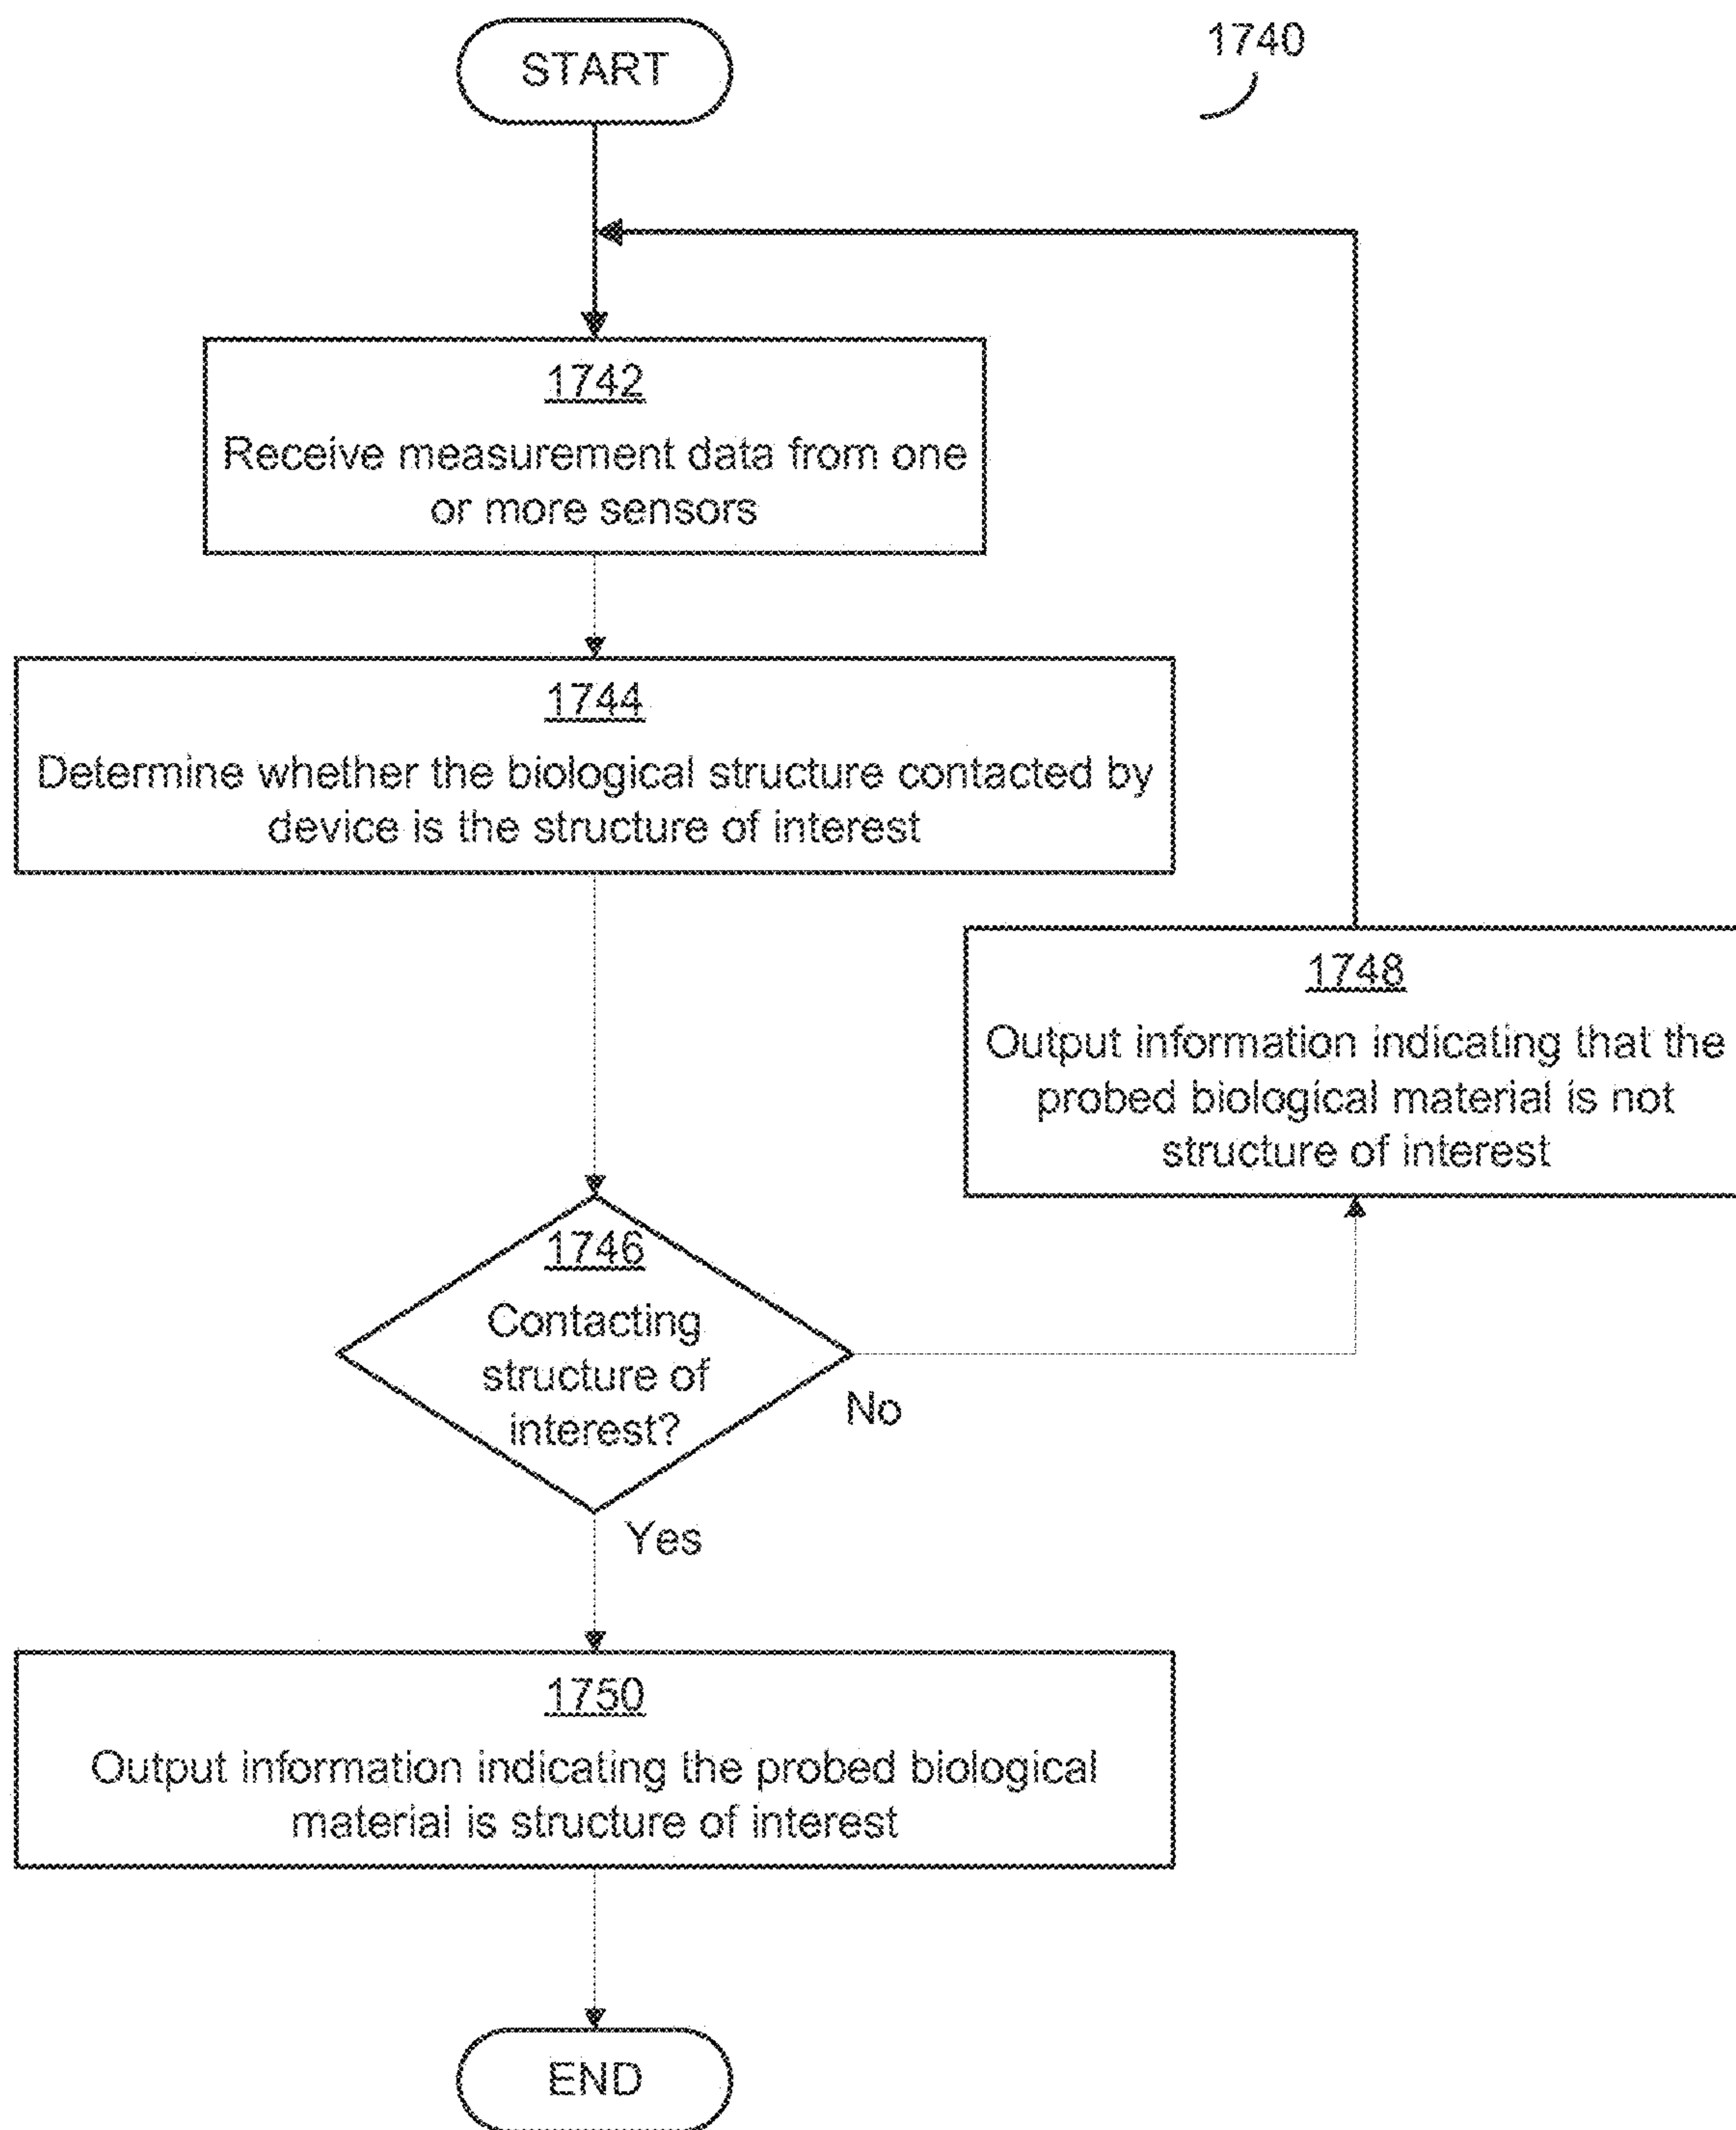 START
1740
1742
Receive measurement data from one
or more sensors
1744
Determine whether the biological structure contacted by
device is the structure of interest
1748
Output information indicating that the
probed biological material is not
structure of interest
1746
Contacting
structure of
interest?
No
Yes
1750
Output information indicating the probed biological
material is structure of interest
END